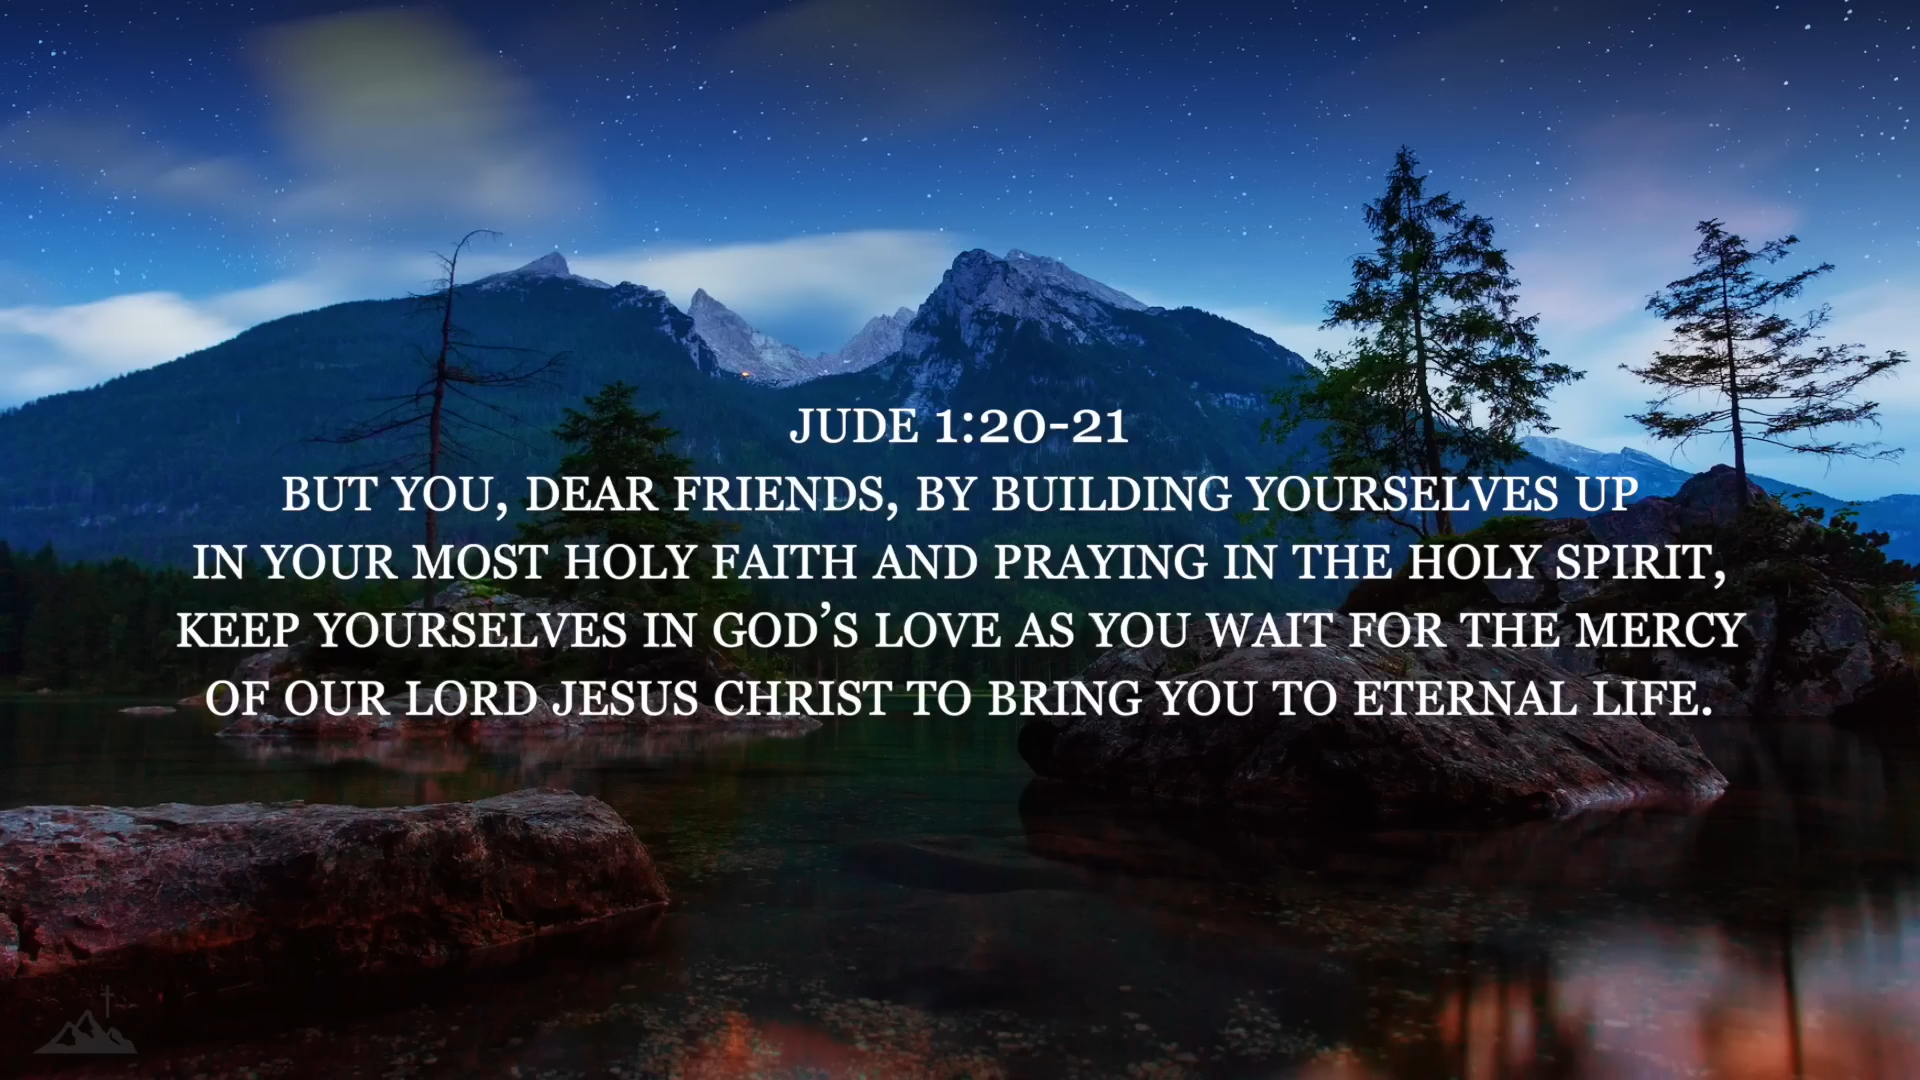 JUDE 1:20-21
BUT YOU, DEAR FRIENDS, BY BUILDING YOURSELVES UP
IN YOUR MOST HOLY FAITH AND PRAYING IN THE HOLY SPIRIT,
KEEP YOURSELVES IN GOD’S LOVE AS YOU WAIT FOR THE MERCY
OF OUR LORD JESUS CHRIST TO BRING YOU TO ETERNAL LIFE.